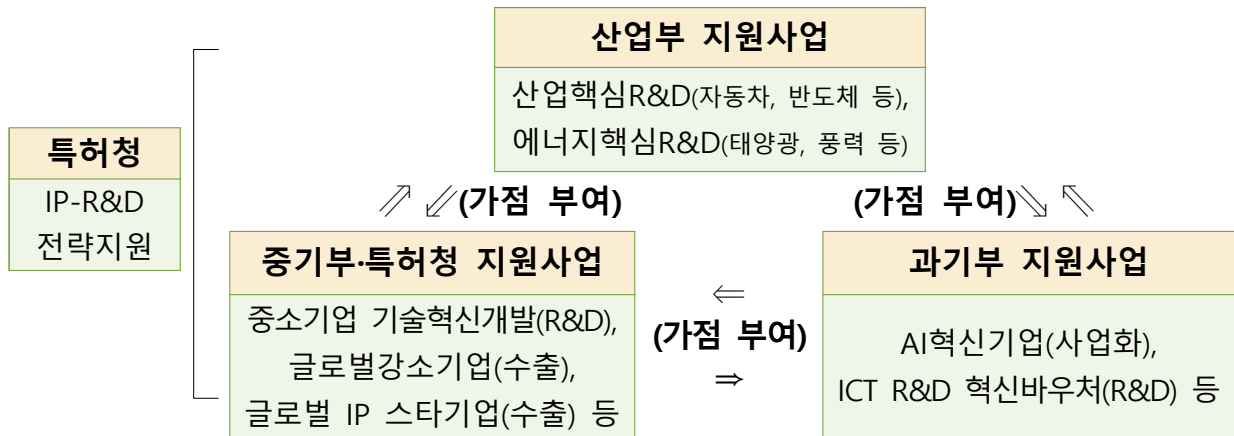 산업부 지원사업
산업핵심R&D(자동차, 반도체 등),
에너지핵심R&D(태양광, 풍력 등)
특허청
IP-R&D
전략지원
⇗ ⇙(가점 부여)
(가점 부여)⇘ ⇖
중기부·특허청 지원사업
중소기업 기술혁신개발(R&D),
글로벌강소기업(수출),
글로벌 IP 스타기업(수출) 등
⇐
(가점 부여)
⇒
과기부 지원사업
AI혁신기업(사업화),
ICT R&D 혁신바우처(R&D) 등